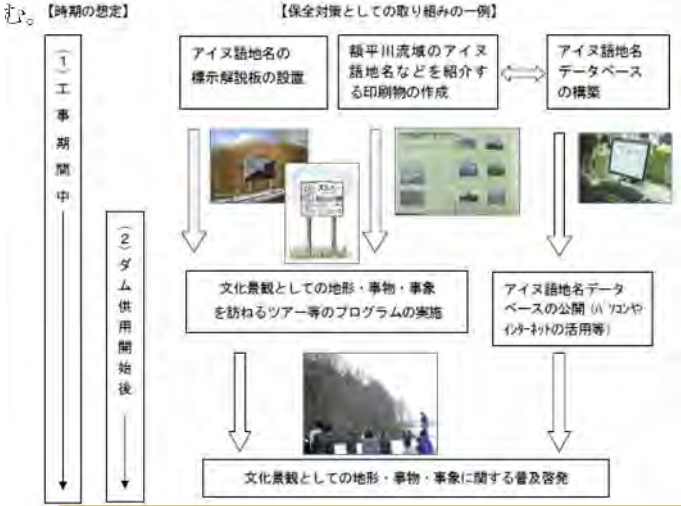 む。
【時期の想定】
【保全対策としての取り組みの一例】
(1)工事期間中
(2)ダム供用開始後
アイヌ語地名の
標示解説板の設置
額平川流域のアイヌ
語地名などを紹介す
る印刷物の作成
アイヌ語地名
データベース
の構築
文化景観としての地形・事物・事象
を訪ねるツアー等のプログラムの実施
アイヌ語地名データ
ベースの公開(パソコンや
インターネットの活用等)
文化景観としての地形・事物・事象に関する普及啓発